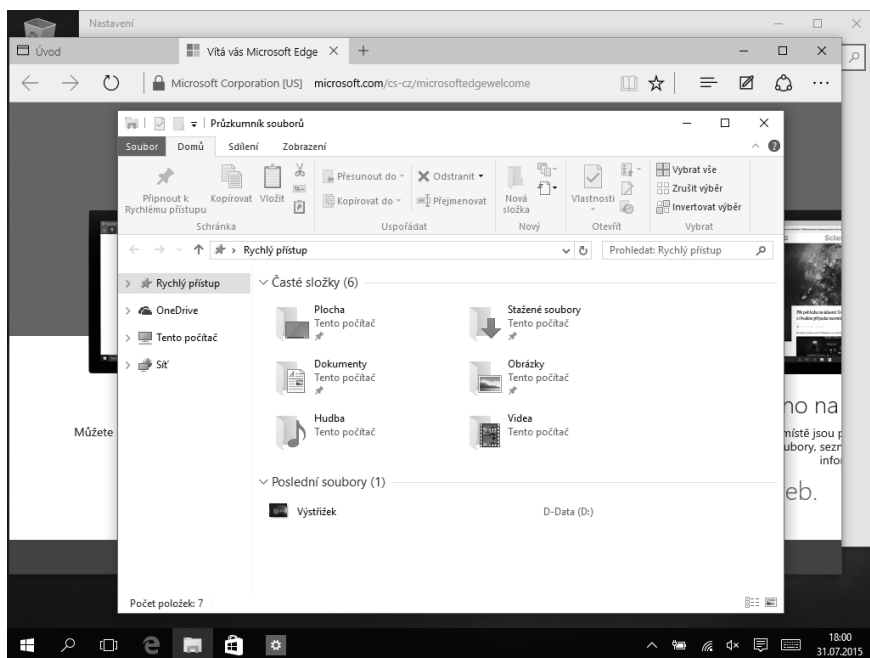 Nastavení
Úvod
Vítá vás Microsoft Edge
Microsoft Corporation [US] microsoft.com/cs-cz/microsoftedgewelcome
Průzkumník souborů
Soubor Domů Sdílení Zobrazení
Připnout k Rychlému přístupu
Kopírovat
Vložit
Přesunout do
Kopírovat do
Odstranit
Přejmenovat
Nová složka
Vlastnosti
Vybrat vše
Zrušit výběr
Invertovat výběr
Schránka Uspořádat Nový Otevřít Vybrat
Rychlý přístup
Prohledat: Rychlý přístup
Rychlý přístup
OneDrive
Tento počítač
Síť
Časté složky (6)
Plocha
Tento počítač
Stažené soubory
Tento počítač
Dokumenty
Tento počítač
Obrázky
Tento počítač
Hudba
Tento počítač
Videa
Tento počítač
Poslední soubory (1)
Výstřižek D-Data (D:)
Počet položek: 7
Můžete
no na
místě jsou p
ubory, sezn
infor
eb.
18:00
31.07.2015